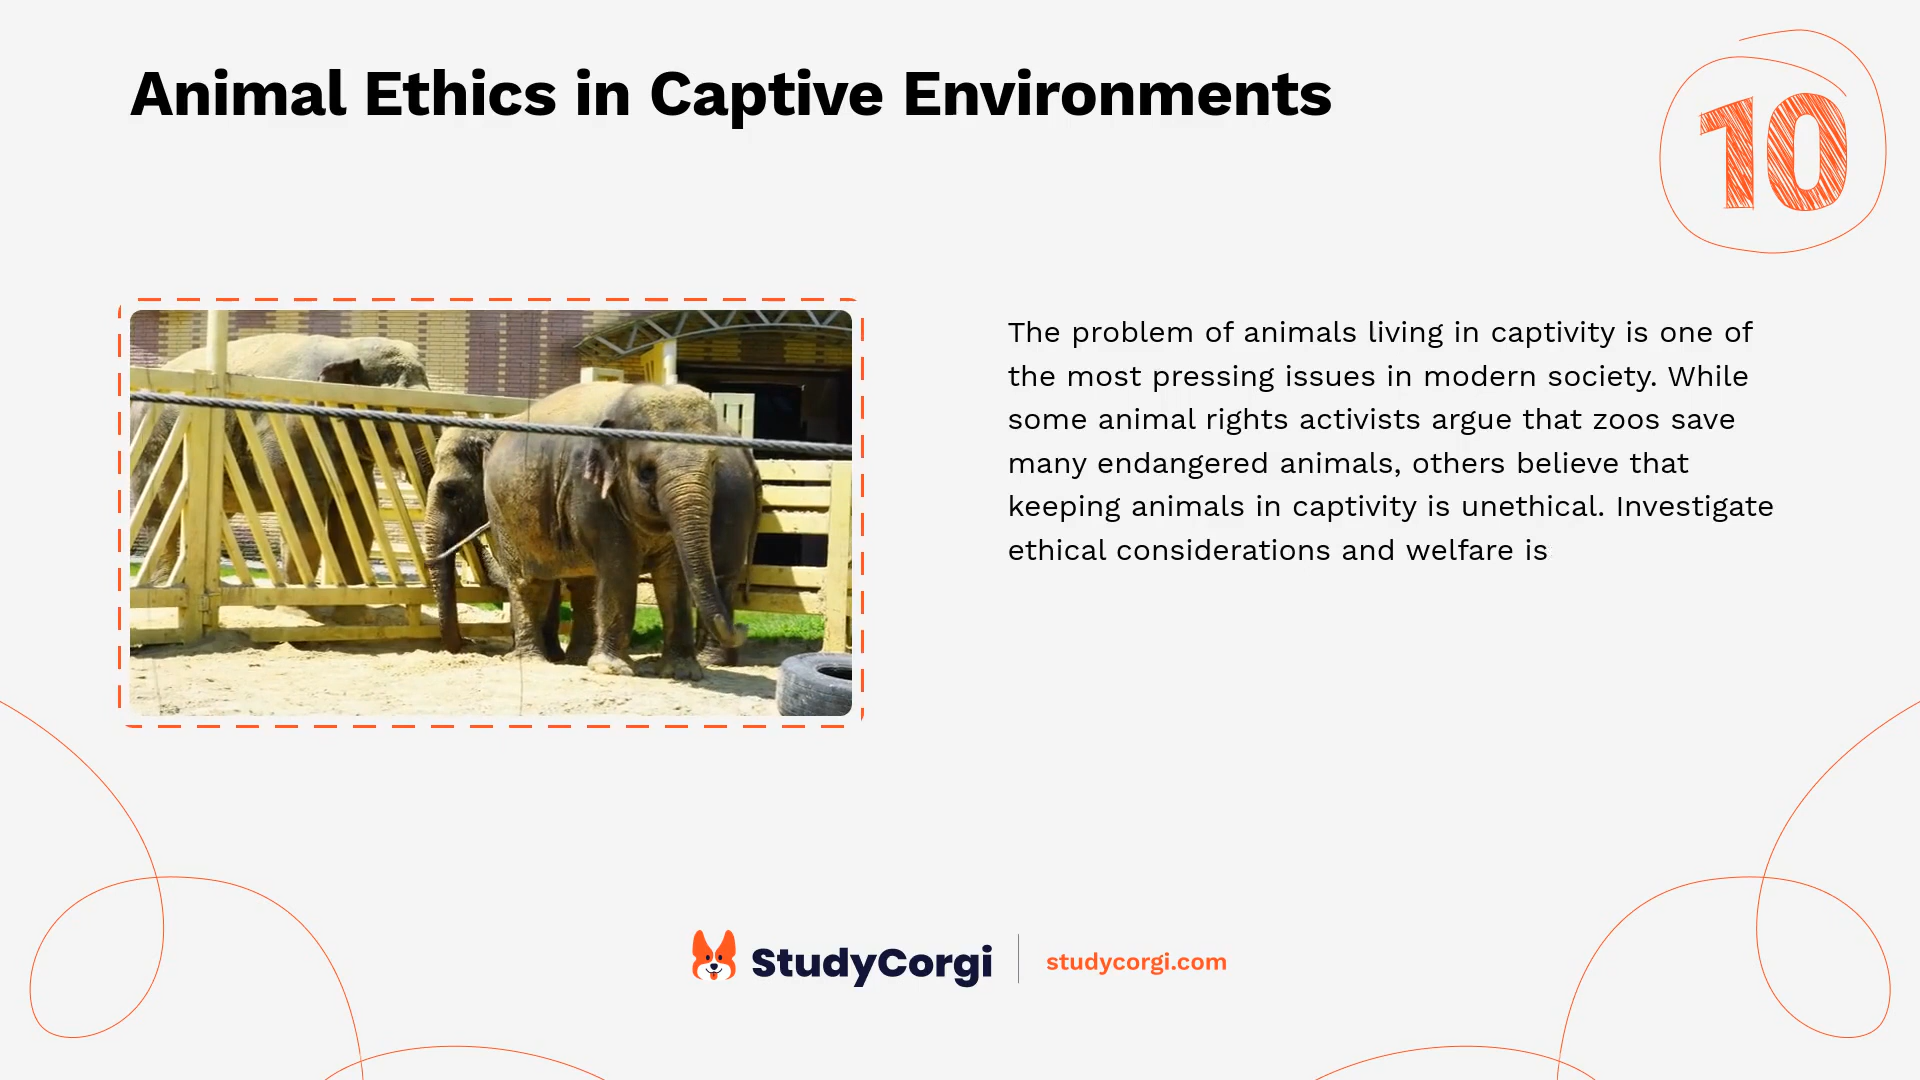 Animal Ethics in Captive Environments
10
The problem of animals living in captivity is one of
the most pressing issues in modern society. While
some animal rights activists argue that zoos save
many endangered animals, others believe that
keeping animals in captivity is unethical. Investigate
ethical considerations and welfare is
StudyCorgi
studycorgi.com